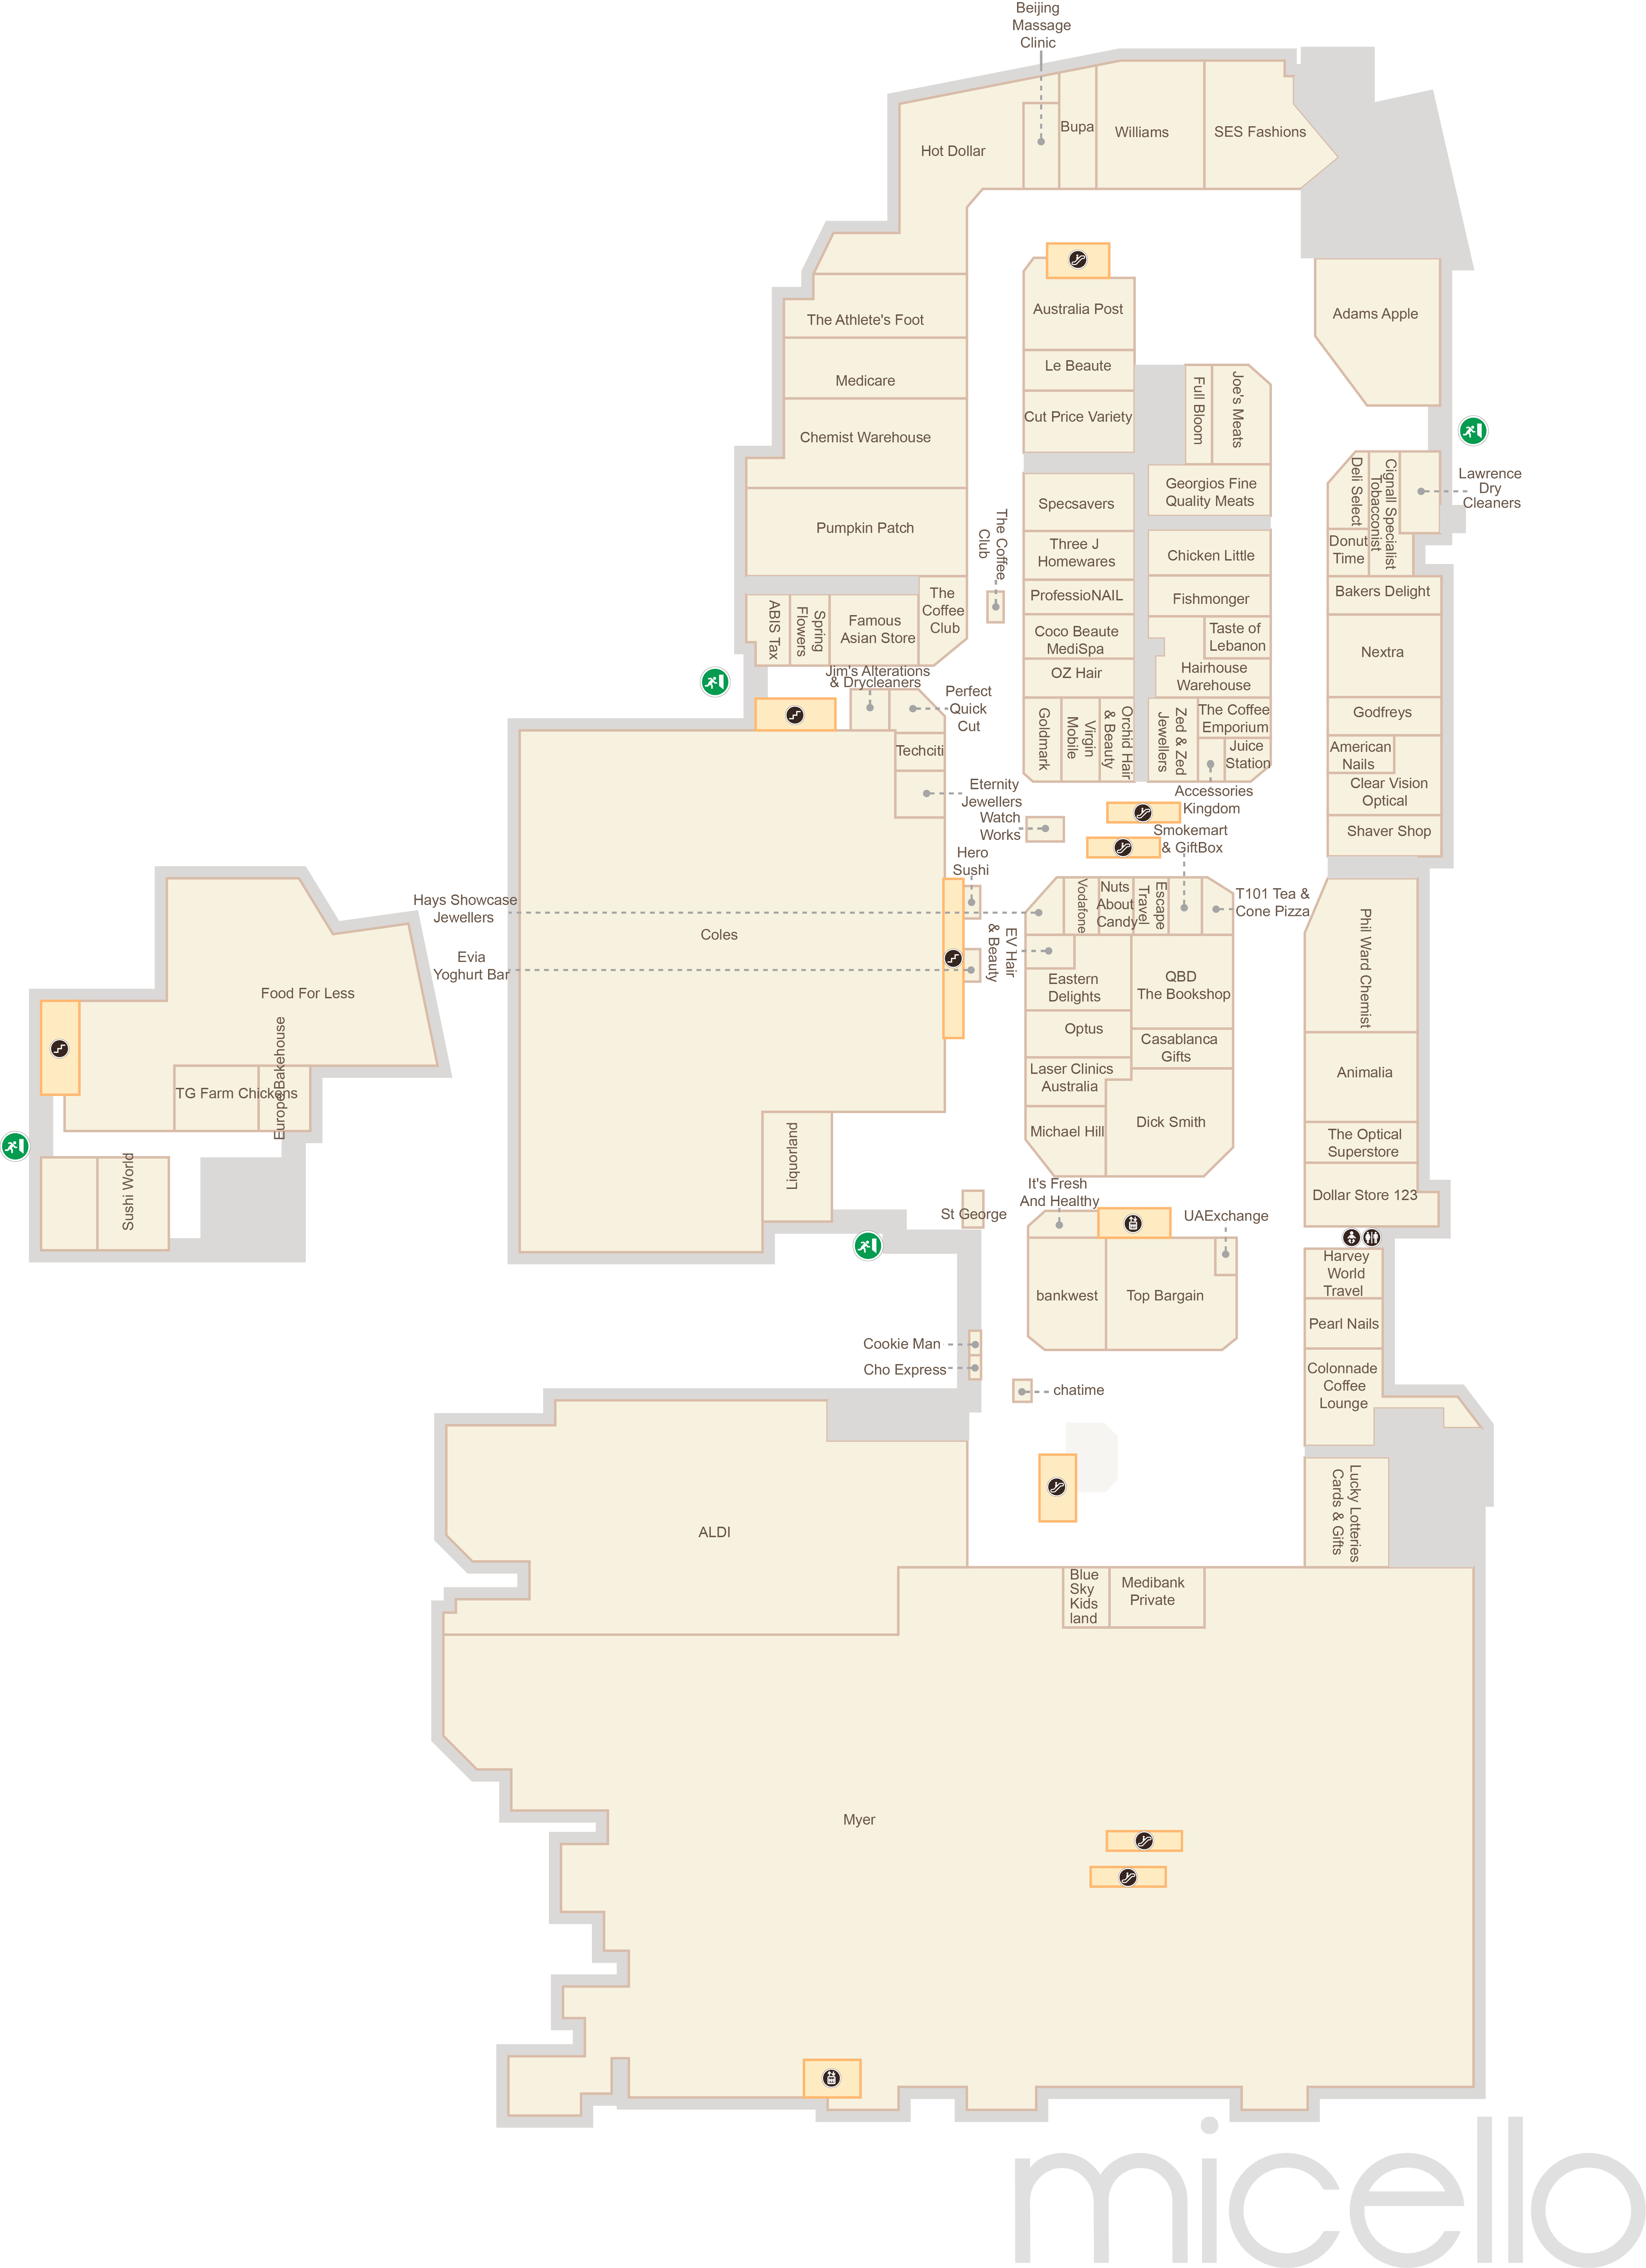 Beijing
Massage
Clinic
Hot Dollar
Bupa
Williams
SES Fashions
The Athlete's Foot
Medicare
Chemist Warehouse
Pumpkin Patch
ABIS Tax
Spring
Flowers
Famous
Asian Store
The
Coffee
Club
The Coffee
Club
Australia Post
Le Beaute
Cut Price Variety
Full Bloom
Joe's Meats
Georgios Fine
Quality Meats
Adams Apple
Deli Select
Cignall Specialist
Tobacconist
Lawrence
Dry
Cleaners
Donut
Time
Bakers Delight
Nextra
Godfreys
American
Nails
Clear Vision
Optical
Shaver Shop
Specsavers
Three J
Homewares
ProfessioNAIL
Coco Beaute
MediSpa
OZ Hair
Goldmark
Virgin
Mobile
Orchid Hair
& Beauty
Chicken Little
Fishmonger
Taste of
Lebanon
Hairhouse
Warehouse
Zed & Zed
Jewellers
The Coffee
Emporium
Juice
Station
Accessories
Kingdom
Jim's Alterations
& Drycleaners
Perfect
Quick
Cut
Techciti
Eternity
Jewellers
Watch
Works
Smokemart
& GiftBox
Hero
Sushi
Hays Showcase
Jewellers
Coles
Evia
Yoghurt Bar
EV Hair
& Beauty
Vodafone
Nuts
About
Candy
Escape
Travel
T101 Tea &
Cone Pizza
Eastern
Delights
QBD
The Bookshop
Optus
Casablanca
Gifts
Laser Clinics
Australia
Michael Hill
Dick Smith
Phil Ward Chemist
Animalia
The Optical
Superstore
Dollar Store 123
Food For Less
TG Farm Chickens
Europe Bakehouse
Sushi World
Liquorland
St George
It's Fresh
And Healthy
UAExchange
bankwest
Top Bargain
Harvey
World
Travel
Pearl Nails
Colonnade
Coffee
Lounge
Cookie Man
Cho Express
chatime
Lucky Lotteries
Cards & Gifts
ALDI
Blue
Sky
Kids
land
Medibank
Private
Myer
micello